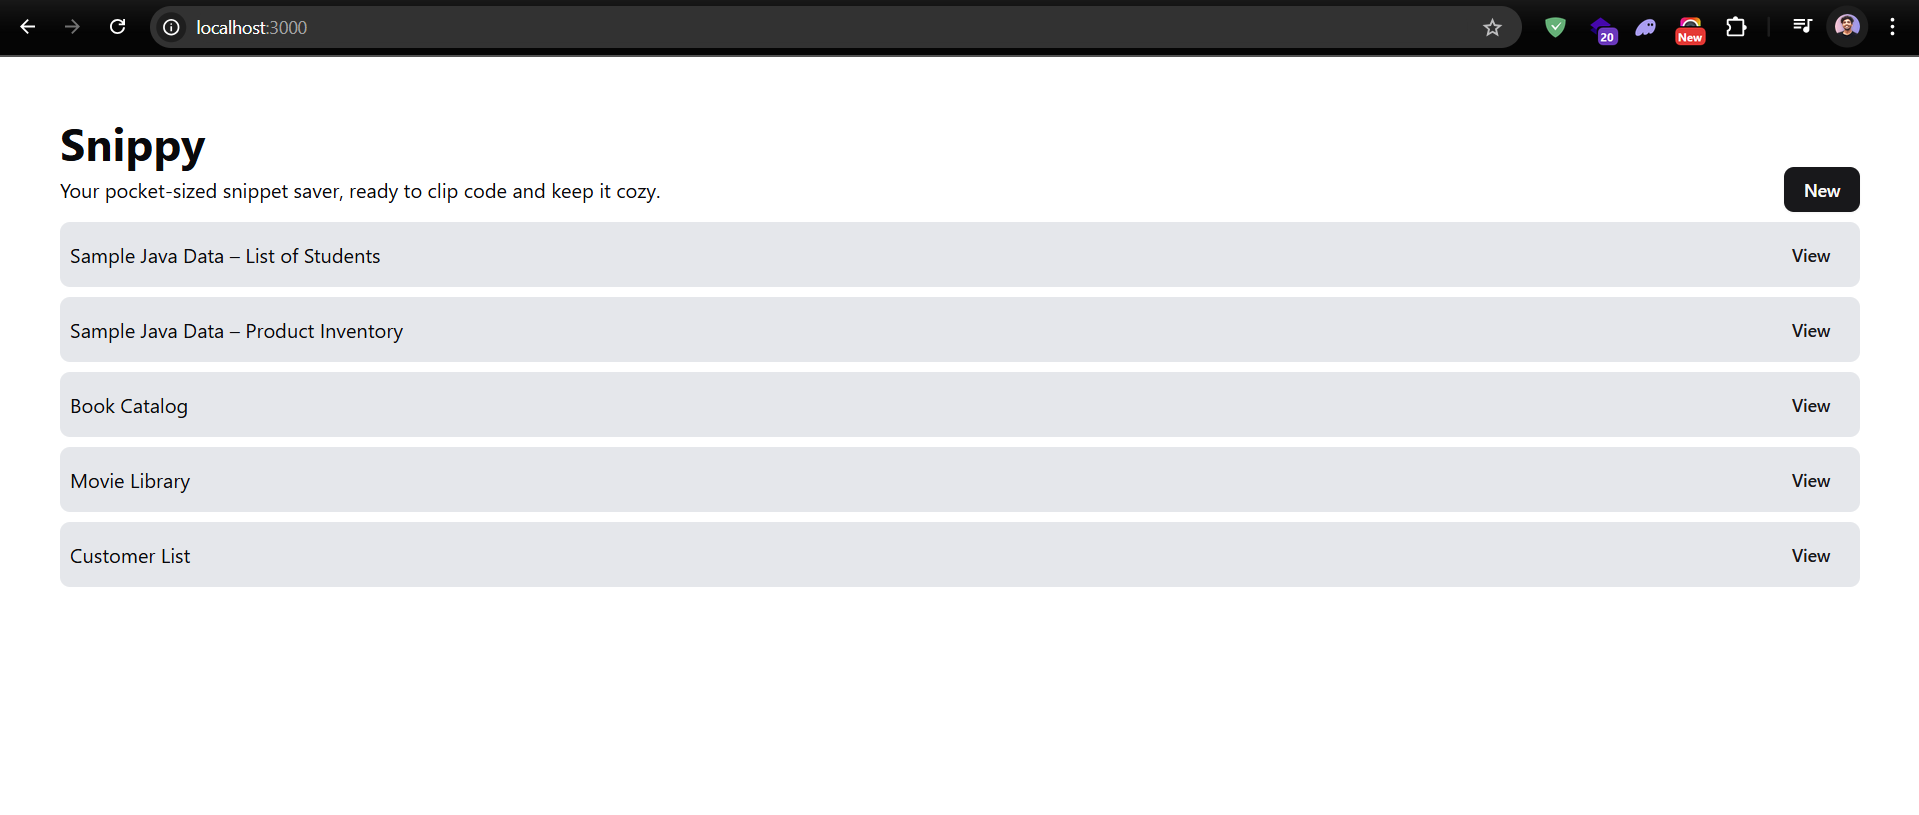 localhost:3000
20
New
Snippy
Your pocket-sized snippet saver, ready to clip code and keep it cozy.
New
Sample Java Data – List of Students
View
Sample Java Data – Product Inventory
View
Book Catalog
View
Movie Library
View
Customer List
View